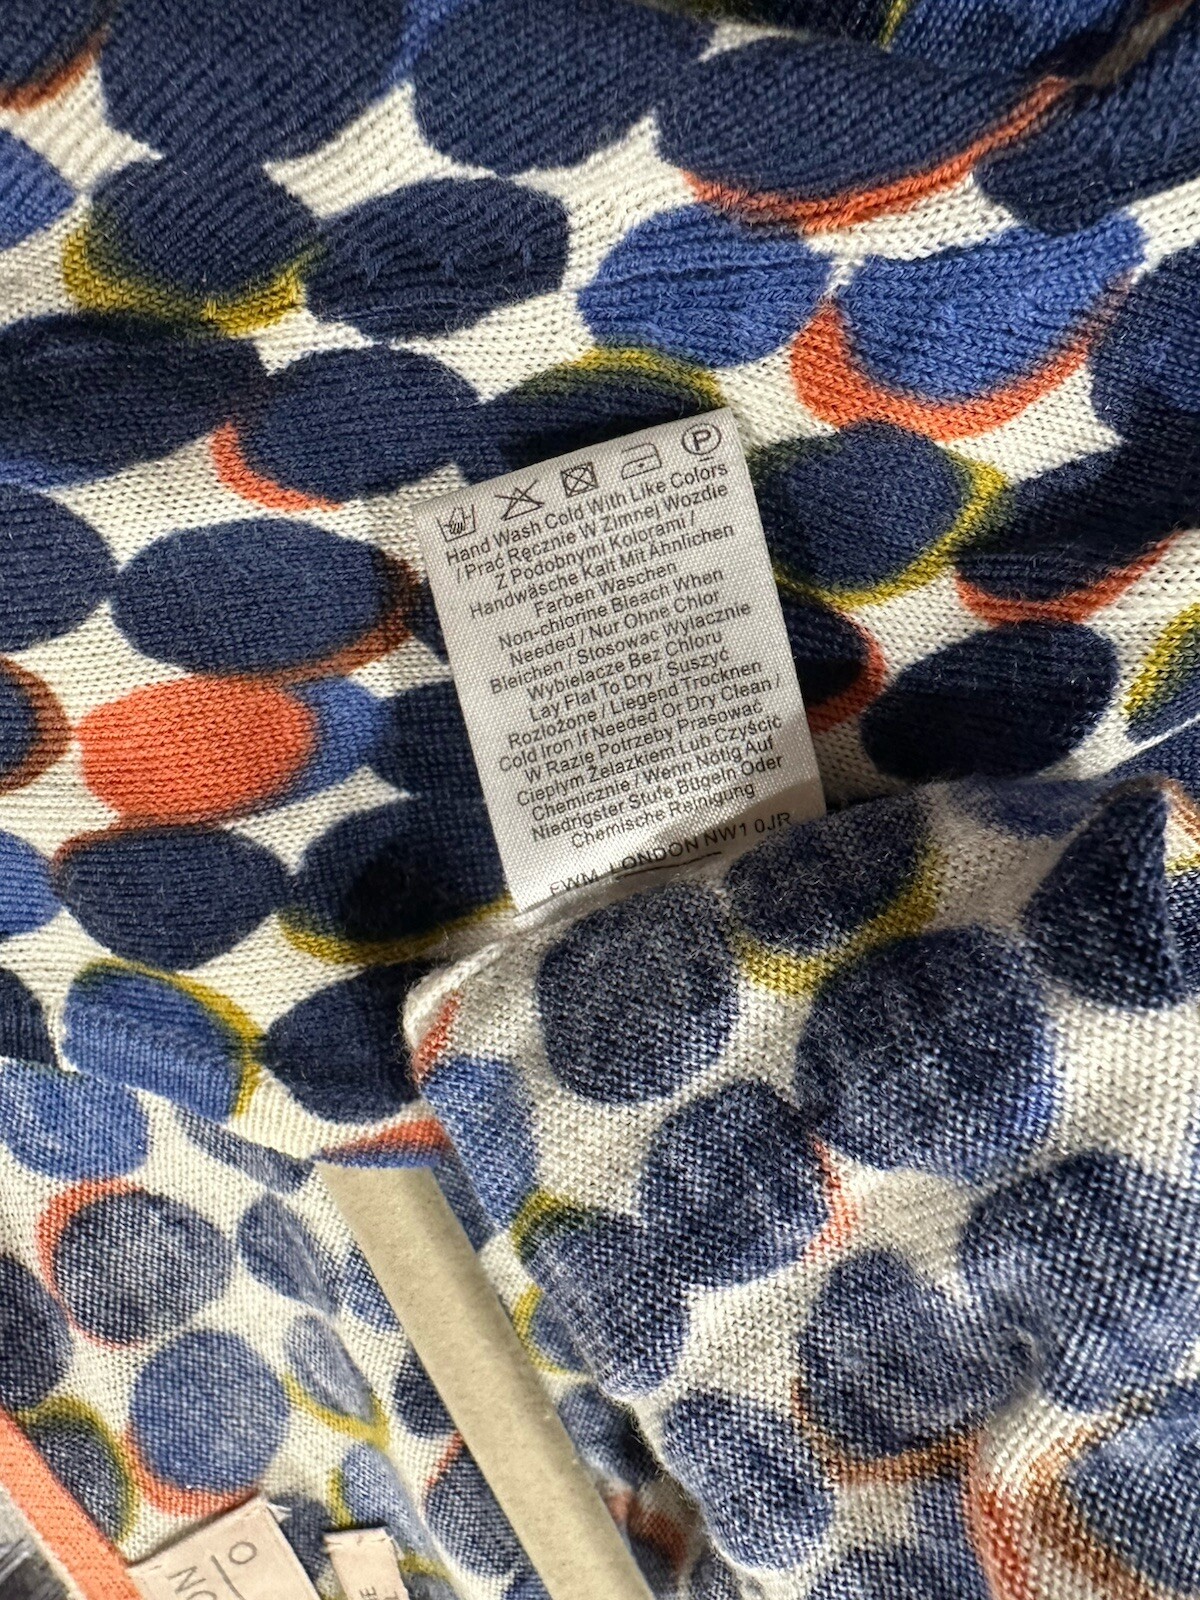 P
Hand Wash Cold With Like Colors
/ Prać Ręcznie W Zimnej Wozdie
Z Podobnymi Kolorami /
Handwäsche Kalt Mit Ähnlichen
Farben Waschen
Non-chlorine Bleach When
Needed / Nur Ohne Chlor
Bleichen / Stosowac Wylacznie
Wybielacze Bez Chloru
Lay Flat To Dry / Suszyć
Rozlożone / Liegend Trocknen
Cold Iron If Needed Or Dry Clean /
W Razie Potrzeby Prasować
Cieplym Żelazkiem Lub Czyścić
Chemicznie / Wenn Nötig Auf
Niedrigster Stufe Bügeln Oder
Chemische Reinigung
FWM LONDON NW1 0JR